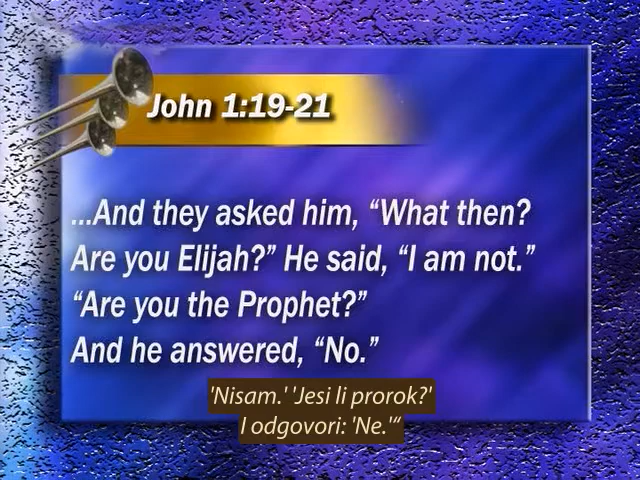 John 1:19-21
...And they asked him, “What then?
Are you Elijah?” He said, “I am not.”
“Are you the Prophet?”
And he answered, “No.”
'Nisam.' 'Jesi li prorok?'
I odgovori: 'Ne.'“